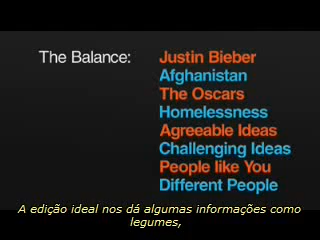 The Balance: Justin Bieber
Afghanistan
The Oscars
Homelessness
Agreeable Ideas
Challenging Ideas
People like You
Different People
A edição ideal nos dá algumas informações como
legumes,